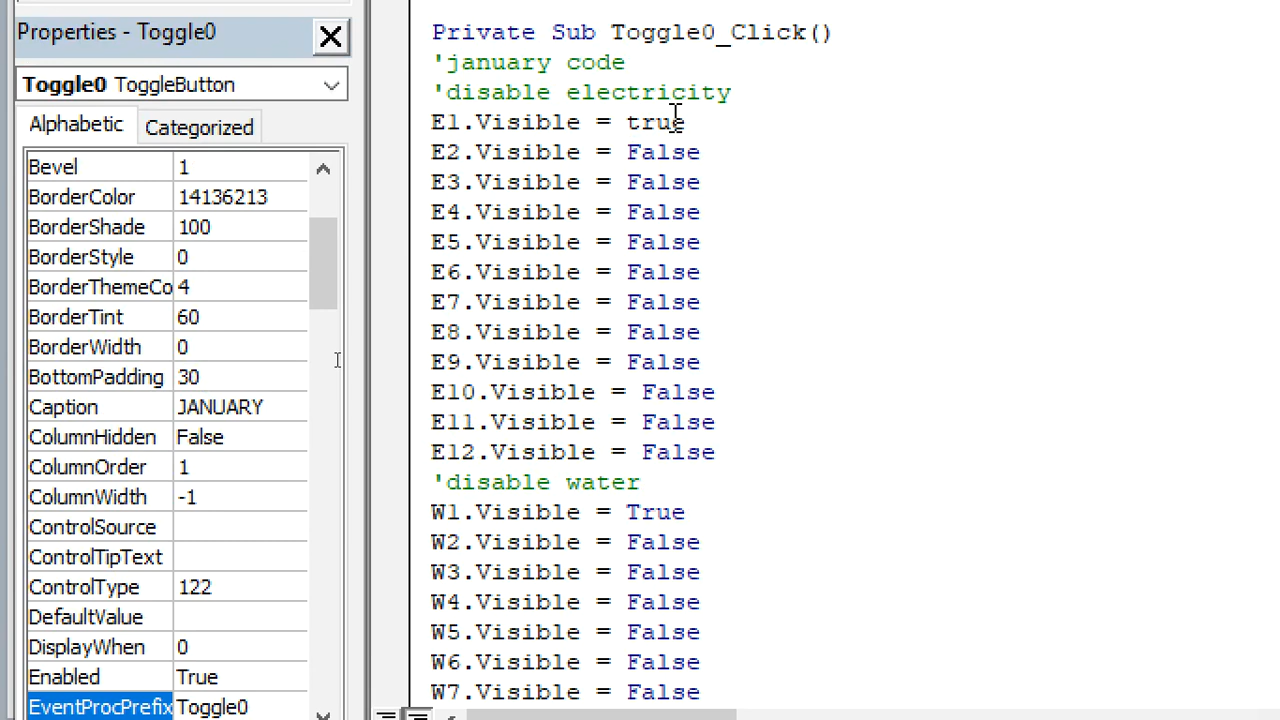 Properties - Toggle0
Toggle0 ToggleButton
Alphabetic Categorized
Bevel 1
BorderColor 14136213
BorderShade 100
BorderStyle 0
BorderThemeCo 4
BorderTint 60
BorderWidth 0
BottomPadding 30
Caption JANUARY
ColumnHidden False
ColumnOrder 1
ColumnWidth -1
ControlSource
ControlTipText
ControlType 122
DefaultValue
DisplayWhen 0
Enabled True
EventProcPrefix Toggle0
Private Sub Toggle0_Click()
'january code
'disable electricity
E1.Visible = true
E2.Visible = False
E3.Visible = False
E4.Visible = False
E5.Visible = False
E6.Visible = False
E7.Visible = False
E8.Visible = False
E9.Visible = False
E10.Visible = False
E11.Visible = False
E12.Visible = False
'disable water
W1.Visible = True
W2.Visible = False
W3.Visible = False
W4.Visible = False
W5.Visible = False
W6.Visible = False
W7.Visible = False